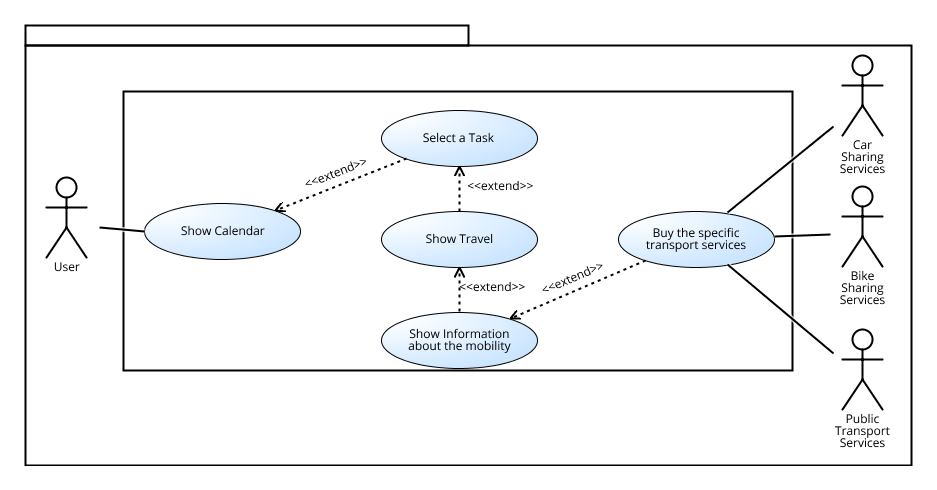 Car
Sharing
Services
Select a Task
<<extend>>
<<extend>>
User
Show Calendar
Show Travel
Buy the specific
transport services
Bike
Sharing
Services
<<extend>>
<<extend>>
Show Information
about the mobility
Public
Transport
Services